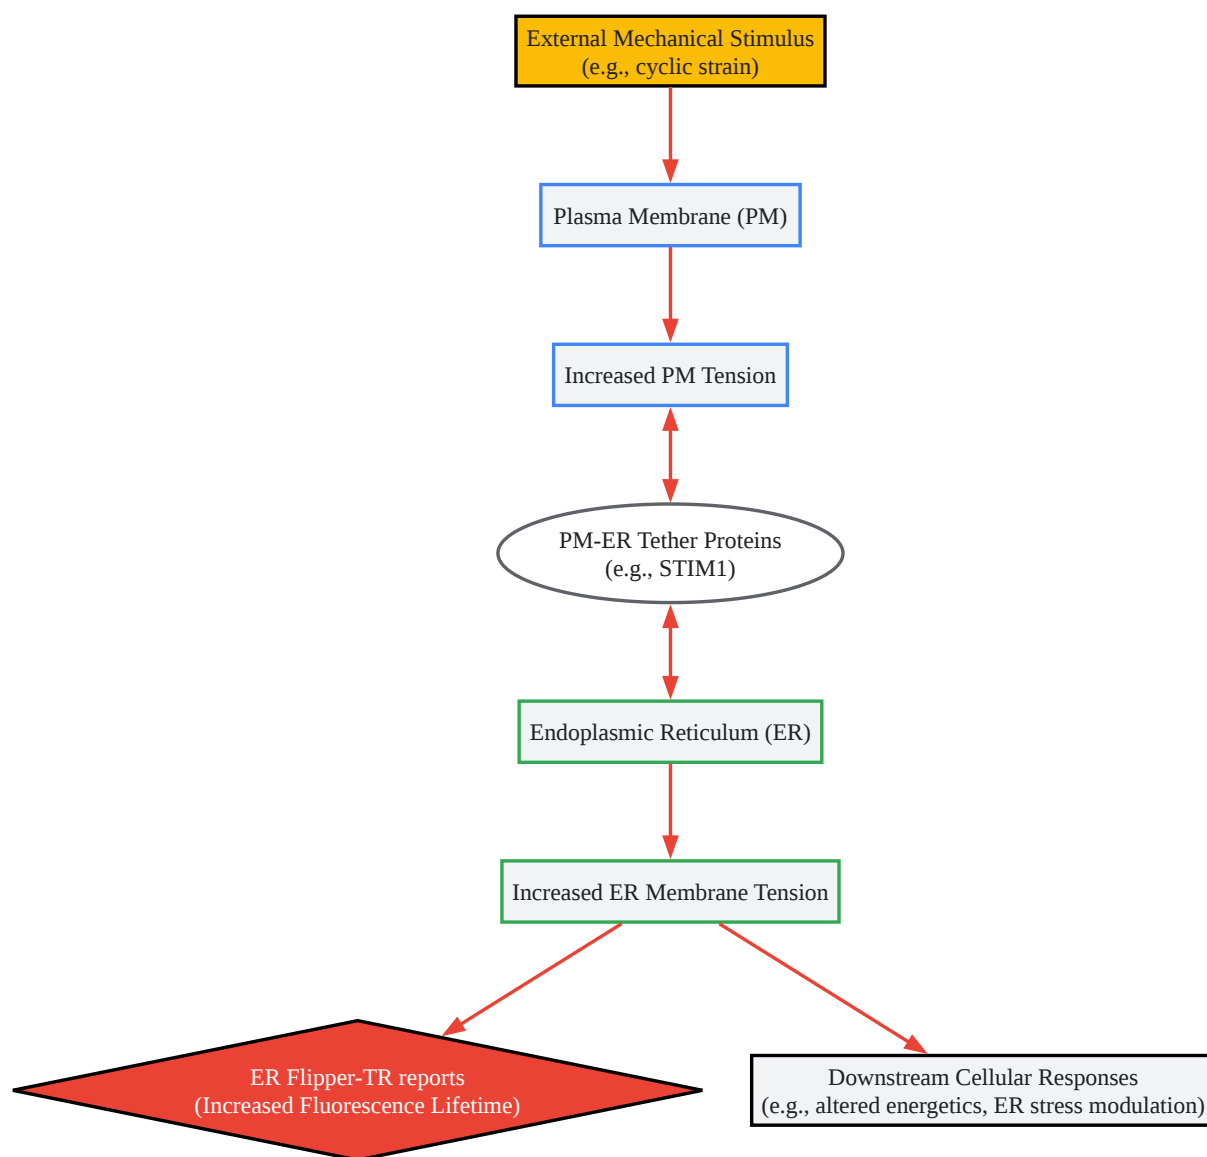 External Mechanical Stimulus
(e.g., cyclic strain)
Plasma Membrane (PM)
Increased PM Tension
PM-ER Tether Proteins
(e.g., STIM1)
Endoplasmic Reticulum (ER)
Increased ER Membrane Tension
ER Flipper-TR reports
(Increased Fluorescence Lifetime)
Downstream Cellular Responses
(e.g., altered energetics, ER stress modulation)